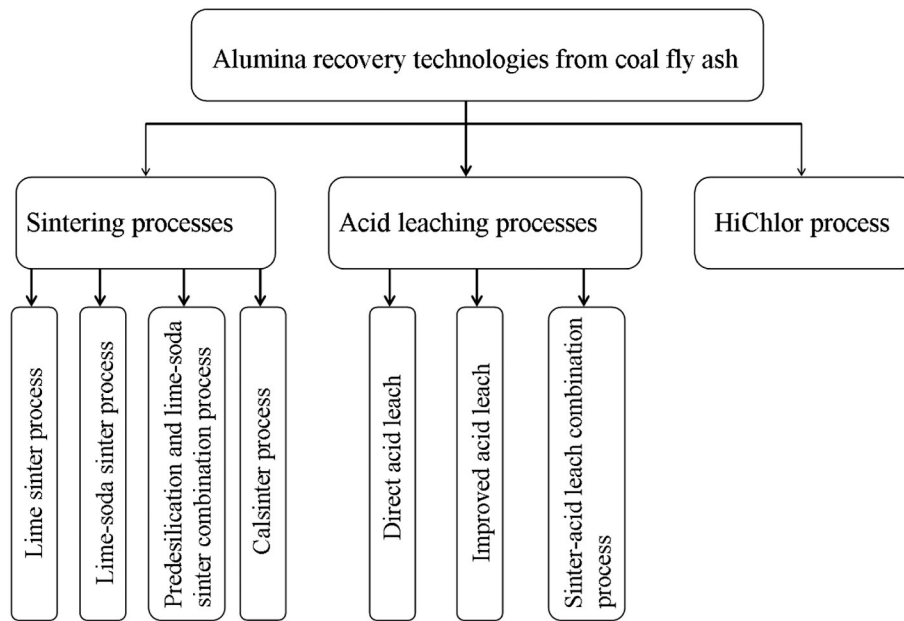 Alumina recovery technologies from coal fly ash
Sintering processes
Acid leaching processes
HiChlor process
Lime sinter process
Lime-soda sinter process
Predesilication and lime-soda
sinter combination process
Calsinter process
Direct acid leach
Improved acid leach
Sinter-acid leach combination
process